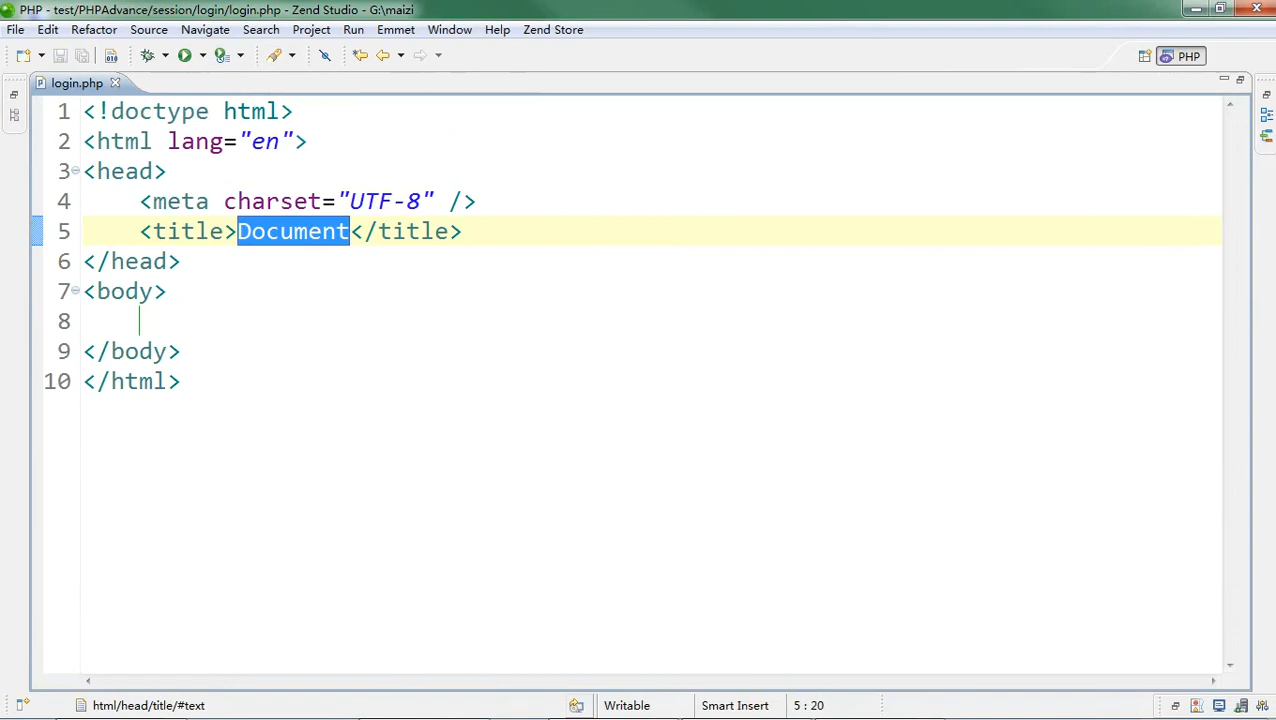 PHP - test/PHPAdvance/session/login/login.php - Zend Studio - G:\maizi
File Edit Refactor Source Navigate Search Project Run Emmet Window Help Zend Store
PHP
login.php
1 <!doctype html>
2 <html lang="en">
3 <head>
4 <meta charset="UTF-8" />
5 <title>Document</title>
6 </head>
7 <body>
8
9 </body>
10 </html>
html/head/title/#text Writable Smart Insert 5 : 20